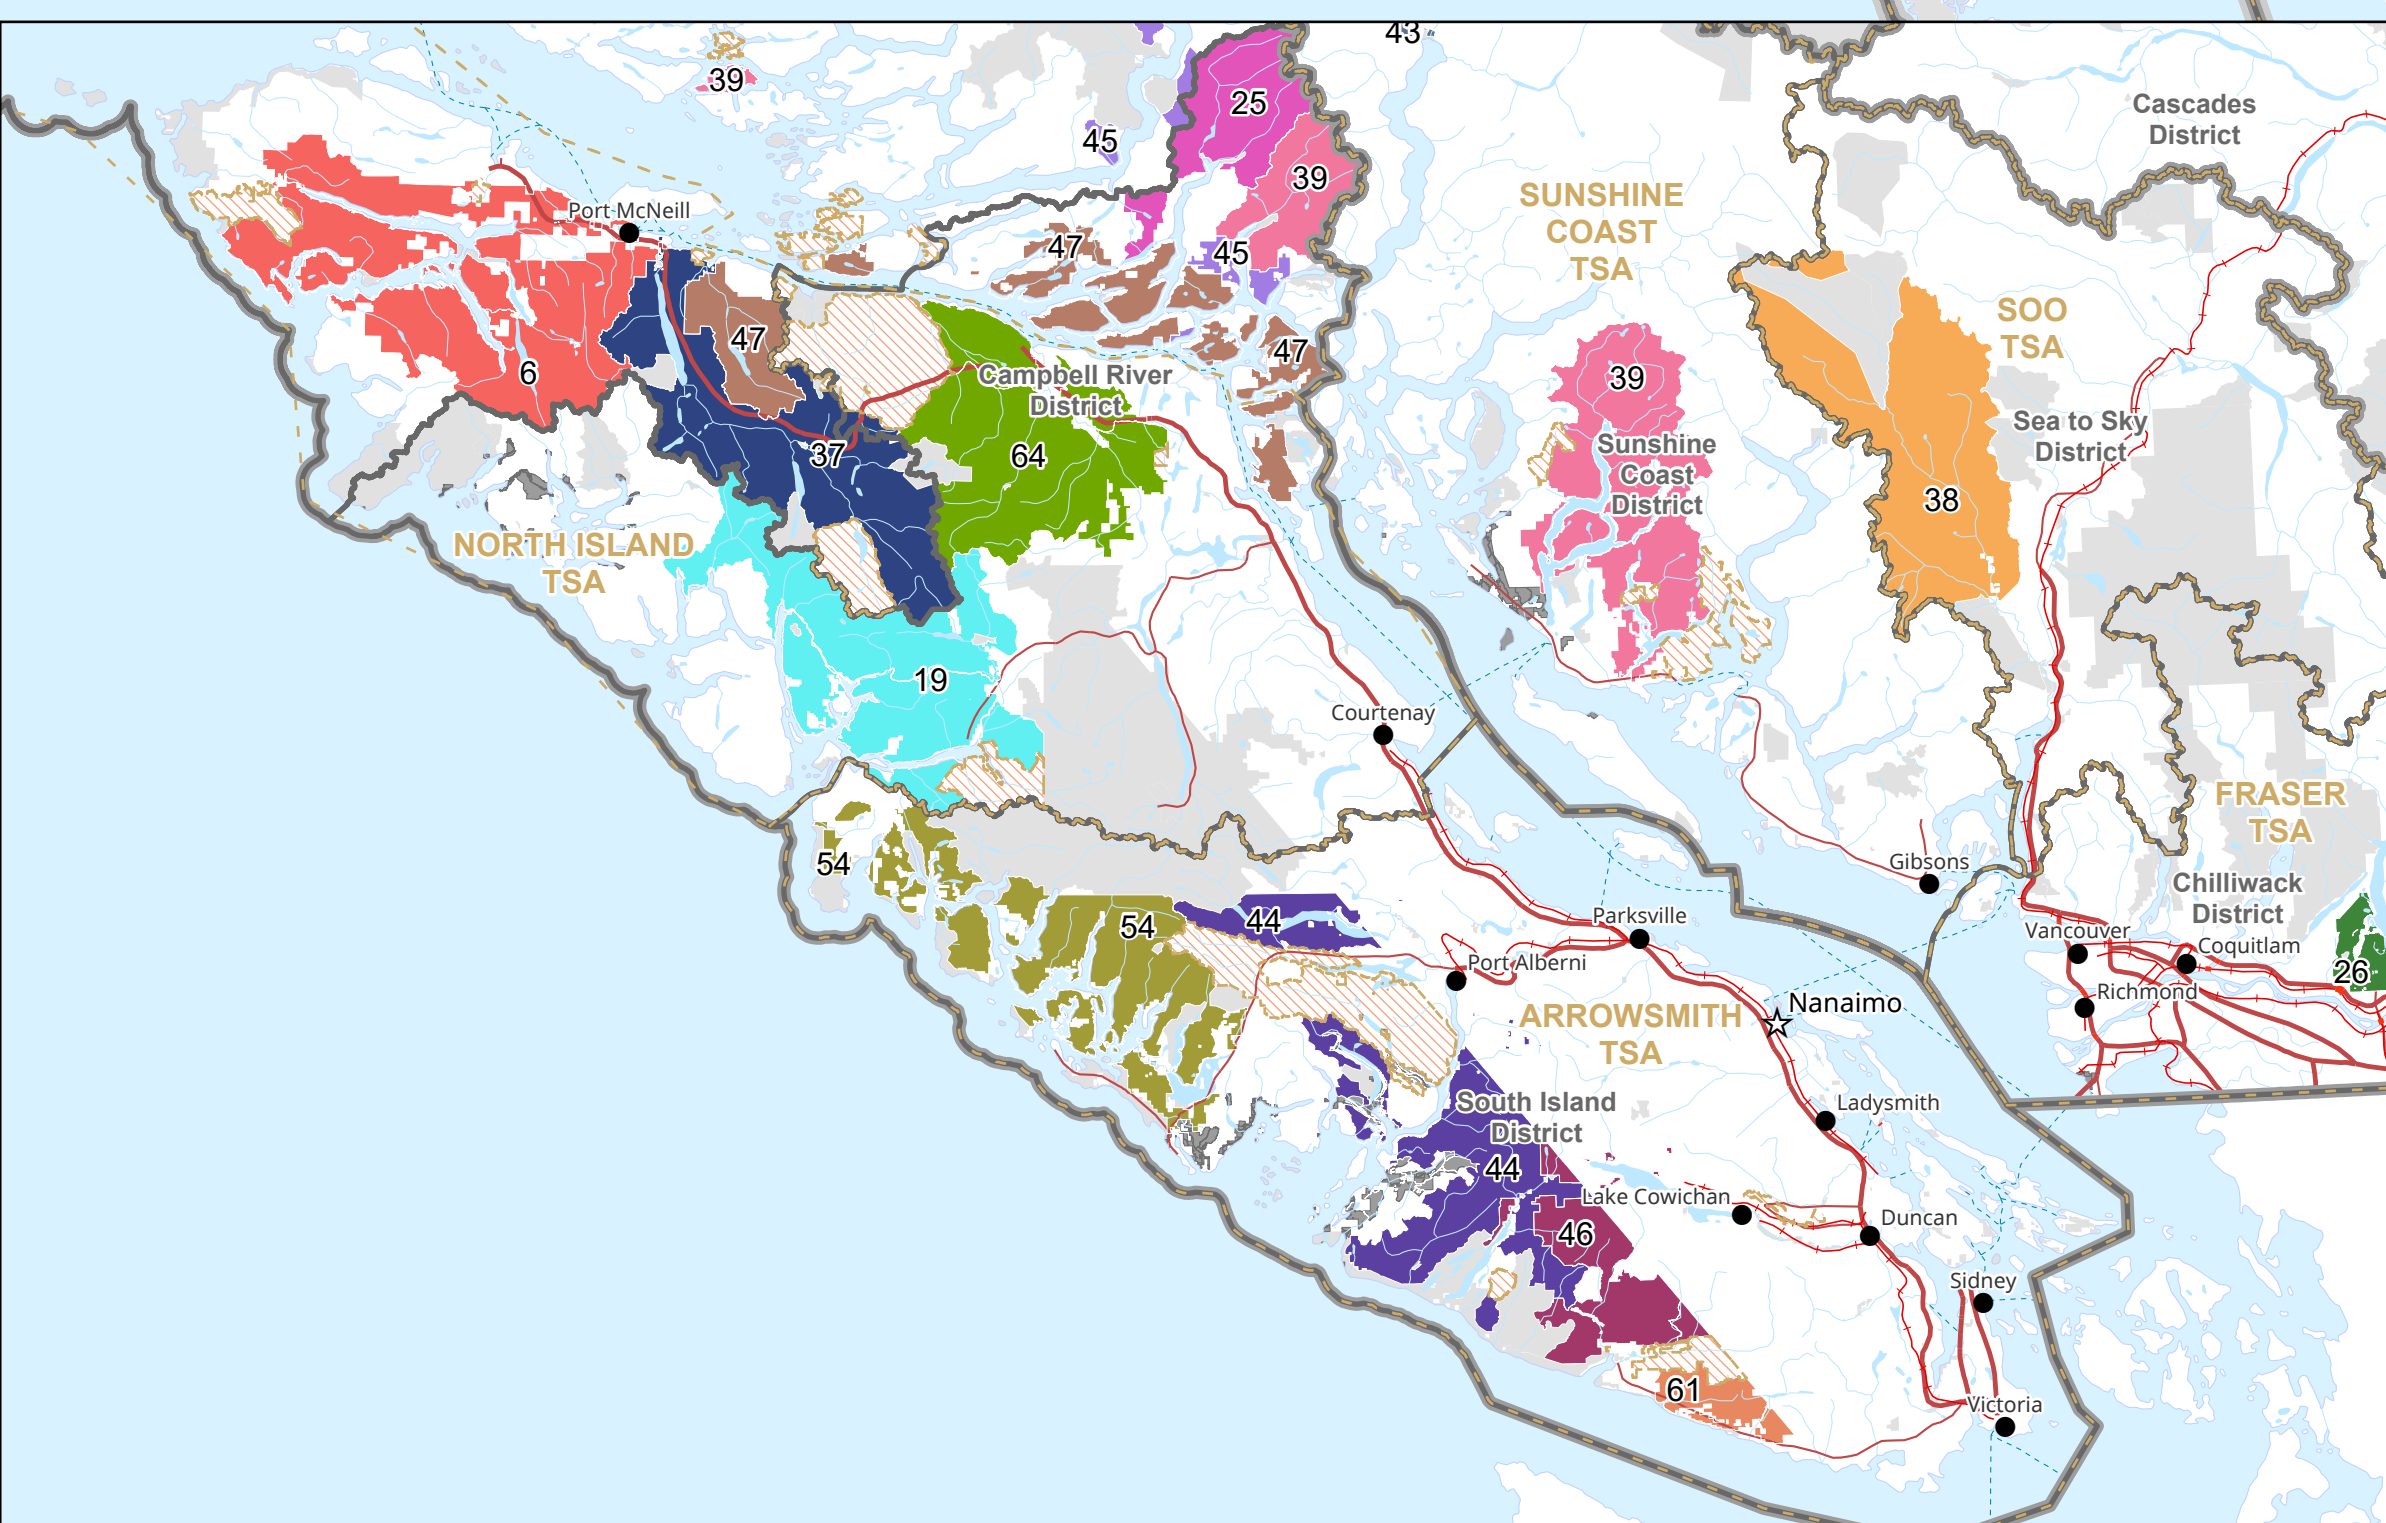 43
39
25
Cascades
District
45
39
SUNSHINE
COAST
TSA
Port McNeill
47
45
SOO
TSA
47
47
6
Campbell River
District
39
Sea to Sky
District
37
64
Sunshine
Coast
District
38
NORTH ISLAND
TSA
19
Courtenay
FRASER
TSA
54
Gibsons
Chilliwack
District
54
44
Parksville
Vancouver
Coquitlam
Port Alberni
26
Richmond
Nanaimo
ARROWSMITH
TSA
South Island
District
Ladysmith
44
Lake Cowichan
46
Duncan
Sidney
61
Victoria